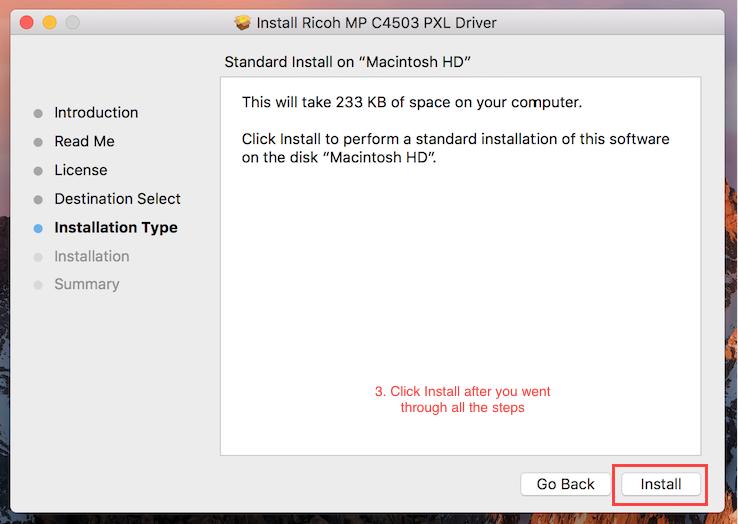 Install Ricoh MP C4503 PXL Driver
Standard Install on “Macintosh HD”
Introduction
Read Me
License
Destination Select
Installation Type
Installation
Summary
This will take 233 KB of space on your computer.
Click Install to perform a standard installation of this software
on the disk “Macintosh HD”.
3. Click Install after you went
through all the steps
Go Back
Install